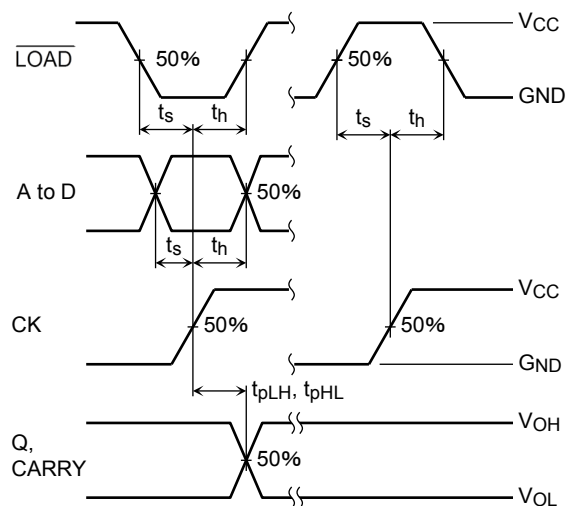 VCC
LOAD 50% 50%
GND
ts th ts th
A to D 50%
ts th
VCC
CK 50% 50%
GND
tpLH, tpHL
VOH
Q,
CARRY 50%
VOL